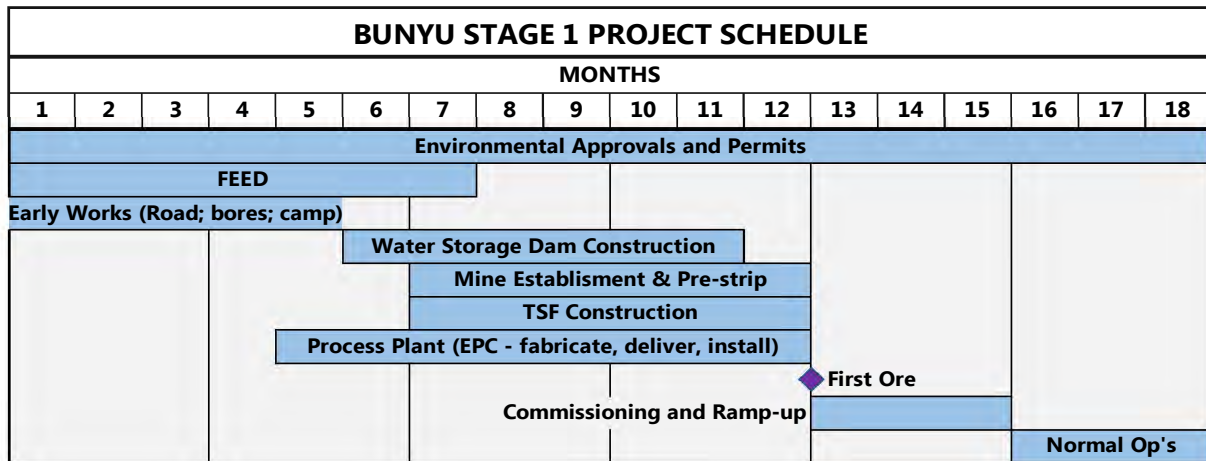 BUNYU STAGE 1 PROJECT SCHEDULE
MONTHS
1 2 3 4 5 6 7 8 9 10 11 12 13 14 15 16 17 18
Environmental Approvals and Permits
FEED
Early Works (Road; bores; camp)
Water Storage Dam Construction
Mine Establisment & Pre-strip
TSF Construction
Process Plant (EPC - fabricate, deliver, install)
First Ore
Commissioning and Ramp-up
Normal Op's